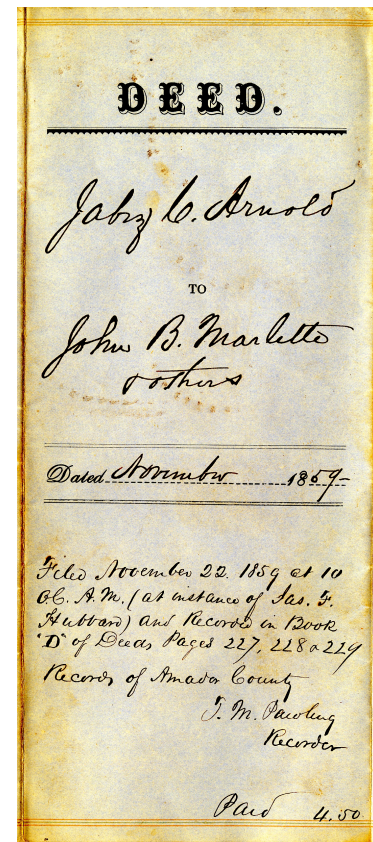 DEED.
Jabez C. Arnold
TO
John B. Marlette
& others
Dated November 1859-
Filed November 22. 1859 at 10
O.C. A.M. (at instance of Jas. F.
Hubbard) and Recorded in Book
"D" of Deeds Pages 227, 228 & 229
Records of Amador County
T. M. Pawling
Recorder
Paid 4.50